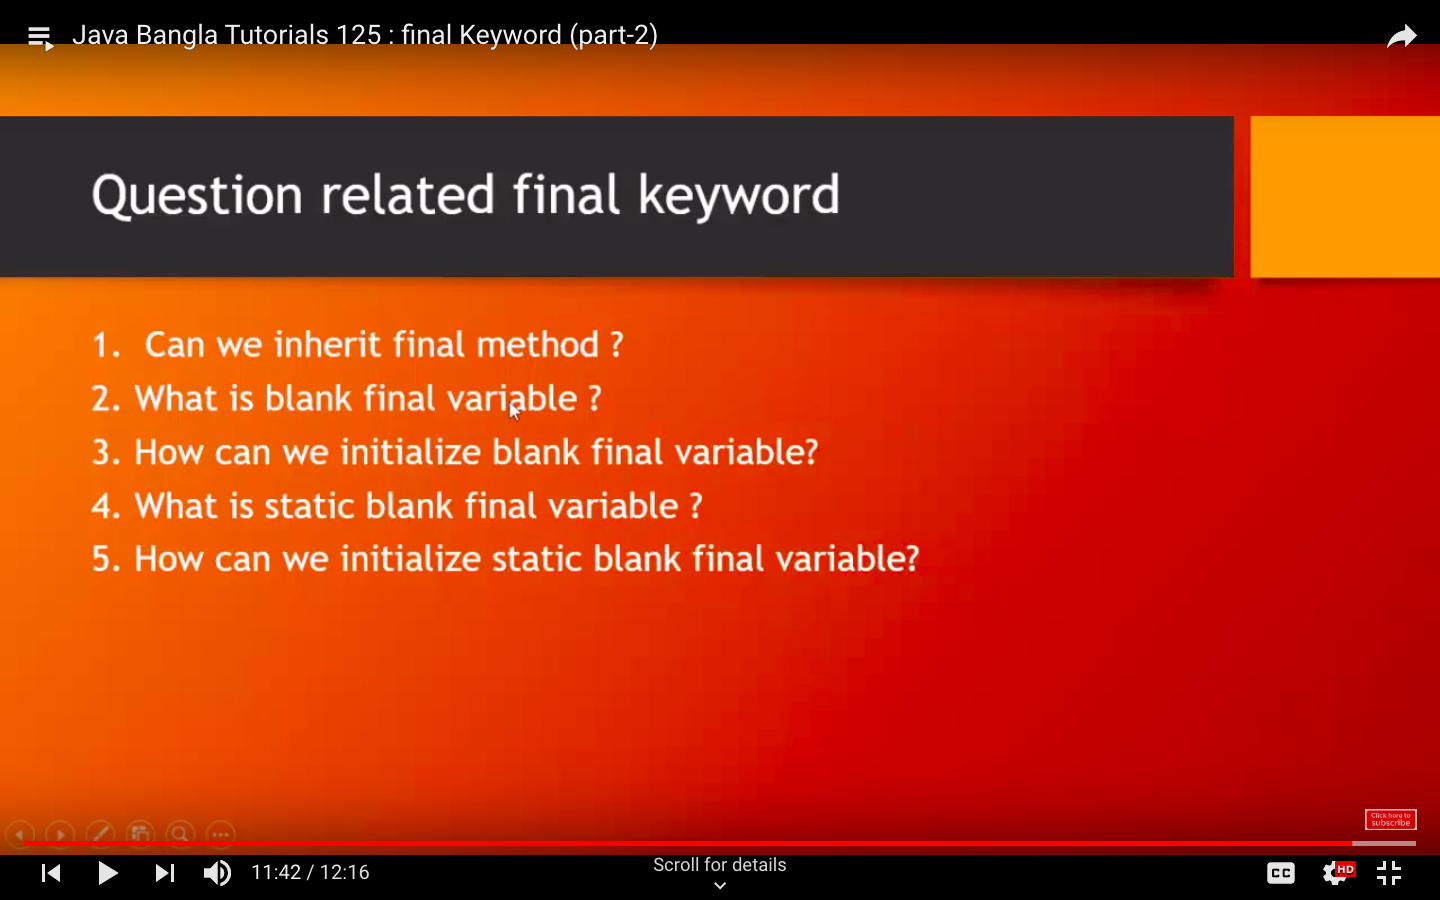 Java Bangla Tutorials 125 : final Keyword (part-2)
Question related final keyword
1. Can we inherit final method ?
2. What is blank final variable ?
3. How can we initialize blank final variable?
4. What is static blank final variable ?
5. How can we initialize static blank final variable?
Click here to
subscribe
11:42 / 12:16
Scroll for details
CC
HD